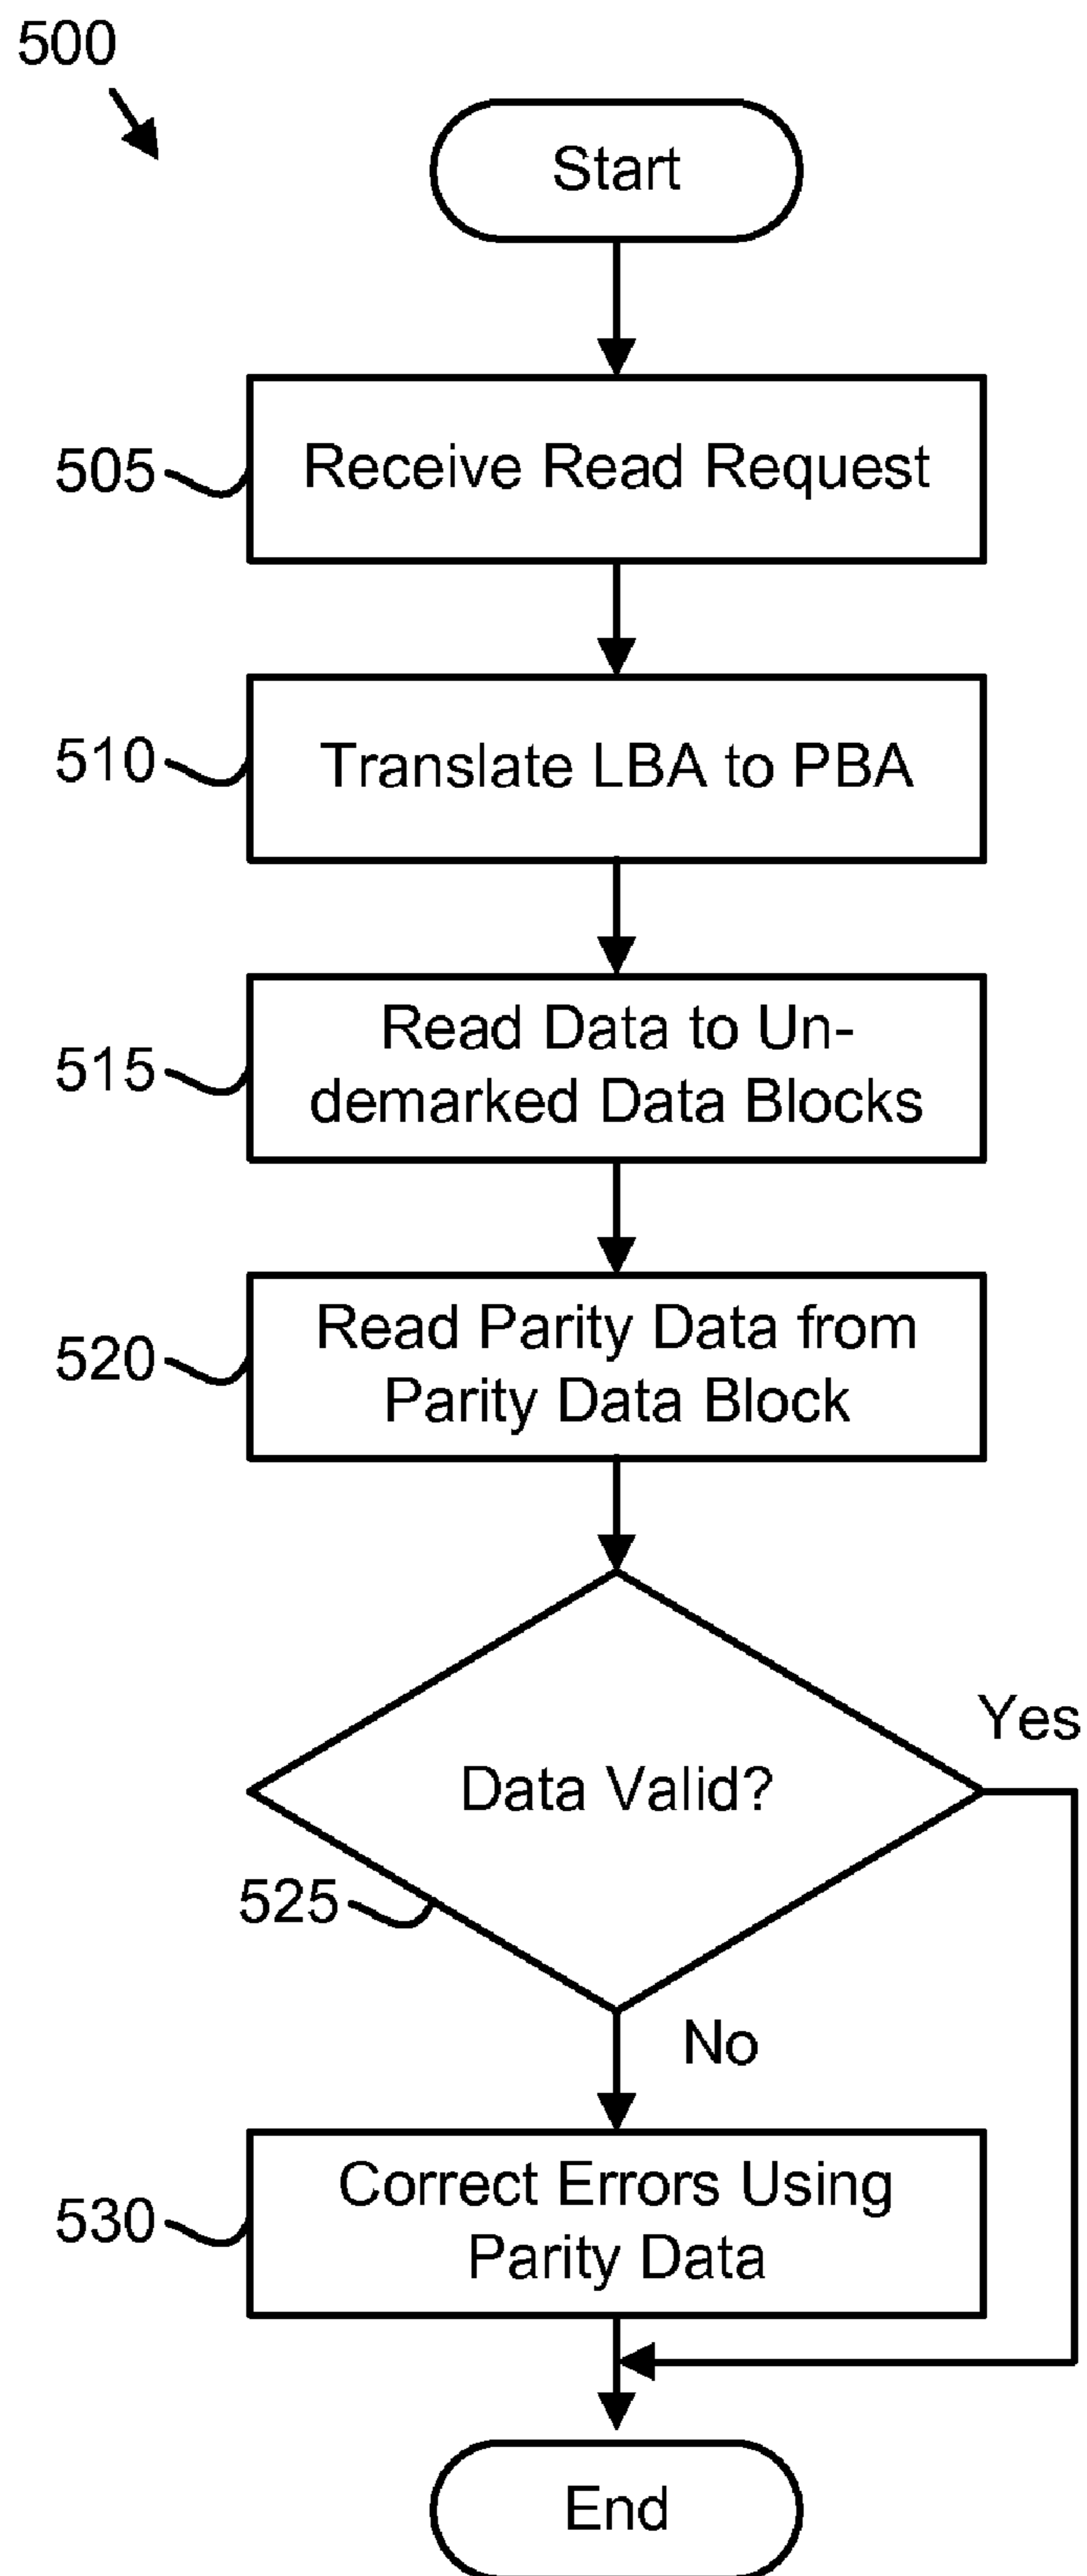 500
Start
505
Receive Read Request
510
Translate LBA to PBA
515
Read Data to Un-
demarked Data Blocks
520
Read Parity Data from
Parity Data Block
Yes
Data Valid?
525
No
530
Correct Errors Using
Parity Data
End